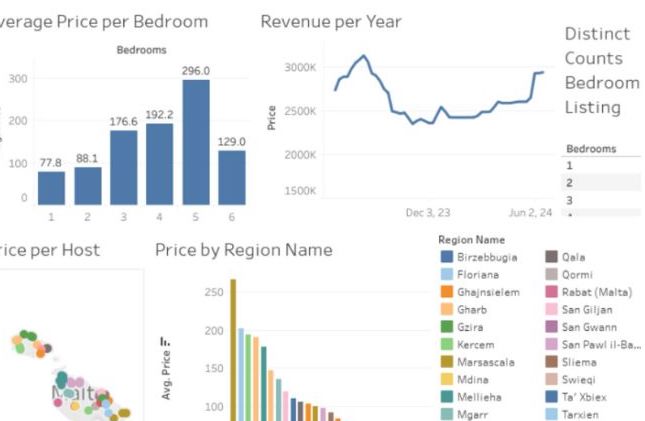 verage Price per Bedroom
Bedrooms
300
200
100
0
77.8
88.1
176.6
192.2
296.0
129.0
1
2
3
4
5
6
Revenue per Year
Price
3000K
2500K
2000K
1500K
Dec 3, 23
Jun 2, 24
Distinct
Counts
Bedroom
Listing
Bedrooms
1
2
3
rice per Host
Malta
Price by Region Name
Avg. Price
250
200
150
100
Region Name
Birzebbugia
Floriana
Ghajnsielem
Gharb
Gzira
Kercem
Marsascala
Mdina
Mellieha
Mgarr
Qala
Qormi
Rabat (Malta)
San Giljan
San Gwann
San Pawl il-Ba...
Sliema
Swieqi
Ta' Xbiex
Tarxien